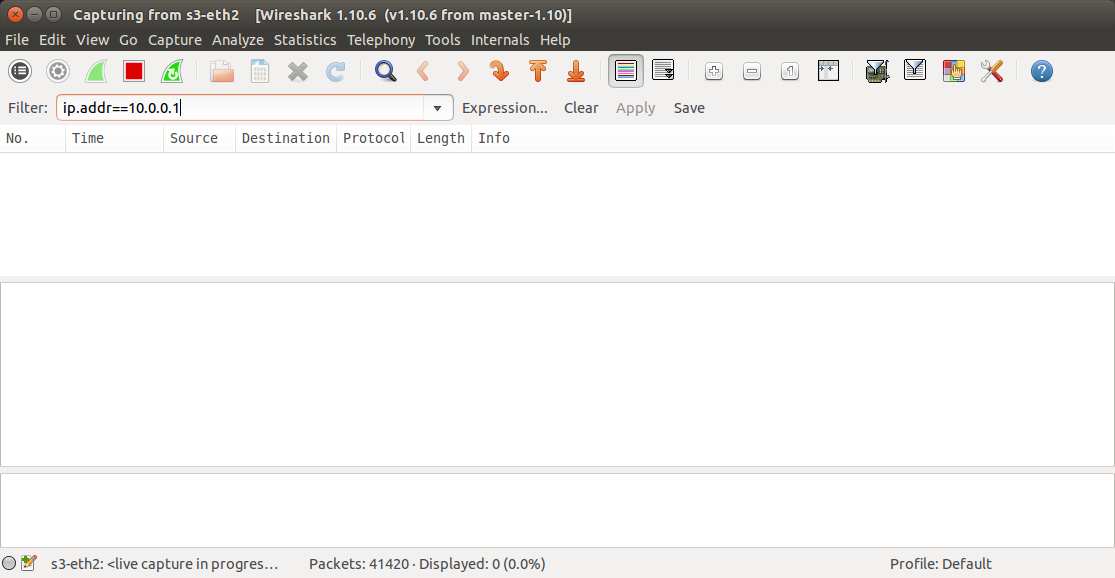 Capturing from s3-eth2 [Wireshark 1.10.6 (v1.10.6 from master-1.10)]
File Edit View Go Capture Analyze Statistics Telephony Tools Internals Help
Filter: ip.addr==10.0.0.1 Expression... Clear Apply Save
No. Time Source Destination Protocol Length Info
s3-eth2: <live capture in progres... Packets: 41420 · Displayed: 0 (0.0%) Profile: Default